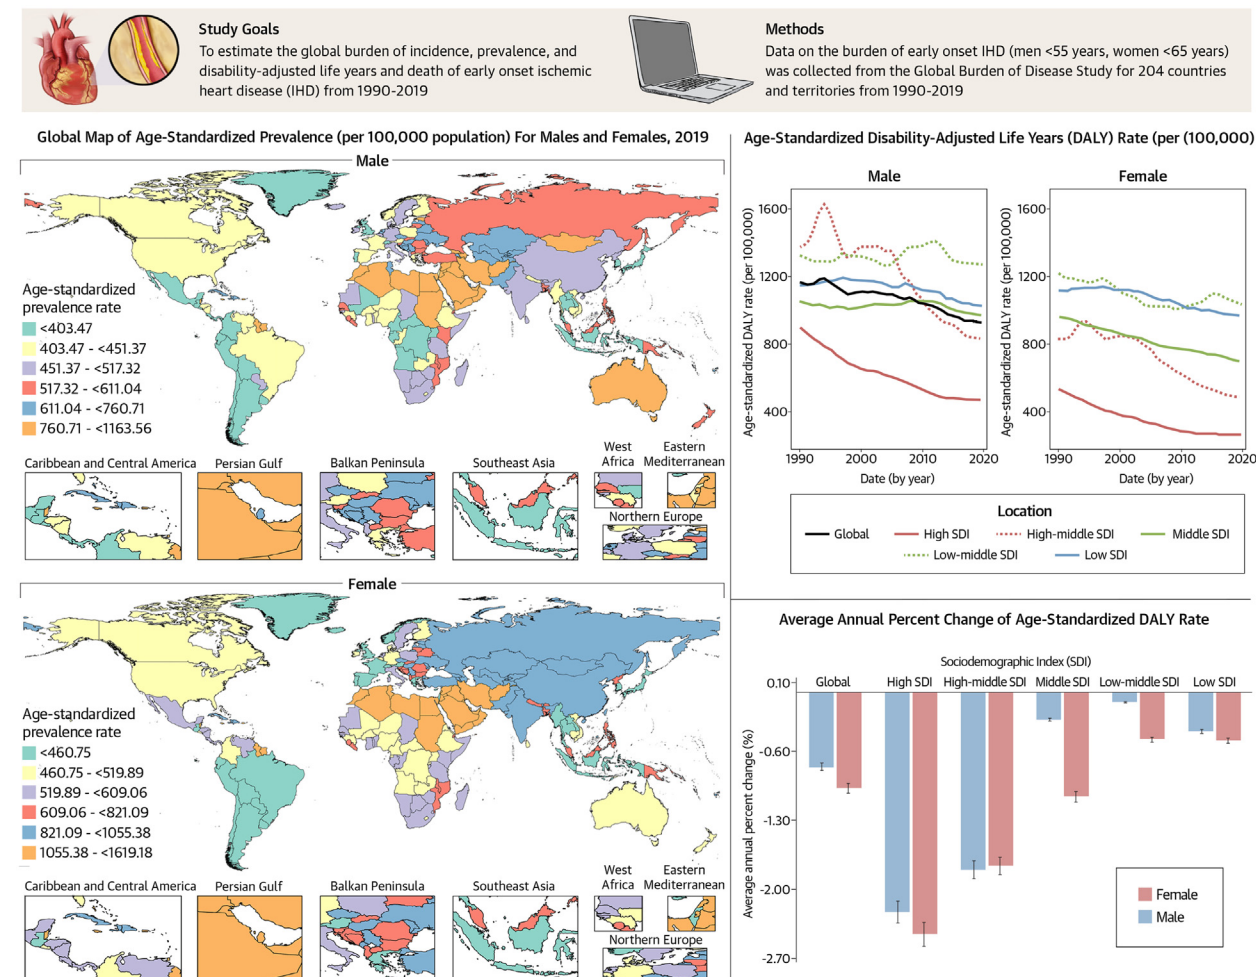 Study Goals
To estimate the global burden of incidence, prevalence, and
disability-adjusted life years and death of early onset ischemic
heart disease (IHD) from 1990-2019
Methods
Data on the burden of early onset IHD (men <55 years, women <65 years)
was collected from the Global Burden of Disease Study for 204 countries
and territories from 1990-2019
Global Map of Age-Standardized Prevalence (per 100,000 population) For Males and Females, 2019
Male
Age-standardized
prevalence rate
<403.47
403.47 - <451.37
451.37 - <517.32
517.32 - <611.04
611.04 - <760.71
760.71 - <1163.56
Caribbean and Central America
Persian Gulf
Balkan Peninsula
Southeast Asia
West
Africa
Eastern
Mediterranean
Northern Europe
Female
Age-standardized
prevalence rate
<460.75
460.75 - <519.89
519.89 - <609.06
609.06 - <821.09
821.09 - <1055.38
1055.38 - <1619.18
Caribbean and Central America
Persian Gulf
Balkan Peninsula
Southeast Asia
West
Africa
Eastern
Mediterranean
Northern Europe
Age-Standardized Disability-Adjusted Life Years (DALY) Rate (per (100,000)
Male
Age-standardized DALY rate (per 100,000)
1600
1200
800
400
1990
2000
2010
2020
Date (by year)
Female
Age-standardized DALY rate (per 100,000)
1600
1200
800
400
1990
2000
2010
2020
Date (by year)
Location
Global
High SDI
High-middle SDI
Middle SDI
Low-middle SDI
Low SDI
Average Annual Percent Change of Age-Standardized DALY Rate
Sociodemographic Index (SDI)
Global
High SDI
High-middle SDI
Middle SDI
Low-middle SDI
Low SDI
Average annual percent change (%)
0.10
-0.60
-1.30
-2.00
-2.70
Female
Male